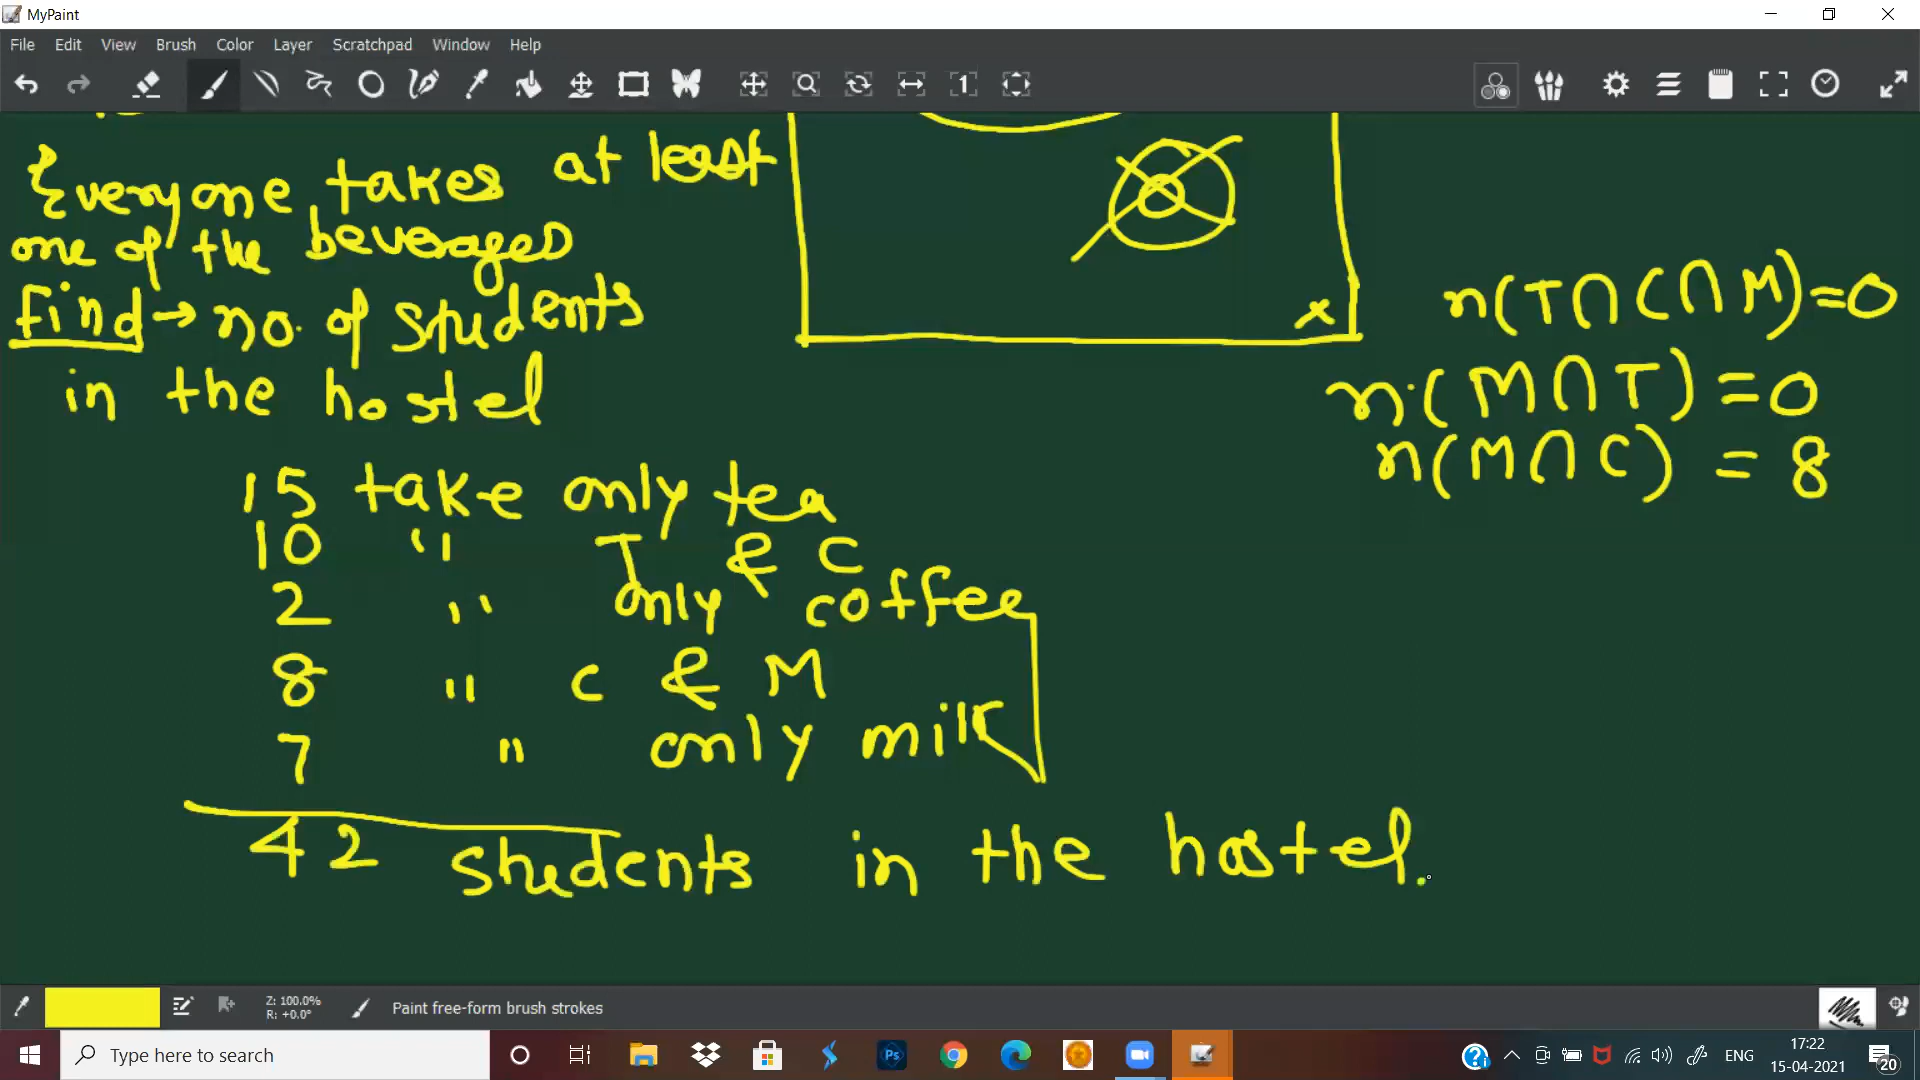 MyPaint
File Edit View Brush Color Layer Scratchpad Window Help
Everyone takes at least
one of the beverages
find → no. of students
in the hostel
x
n(T∩C∩M)=0
n(M∩T)=0
n(M∩C) = 8
15 take only tea
10 " T & C
2 " only coffee
8 " C & M
7 " only milk
42 students in the hostel.
Z: 100.0%
R: +0.0°
Paint free-form brush strokes
Type here to search
Ps
ENG
17:22
15-04-2021
20